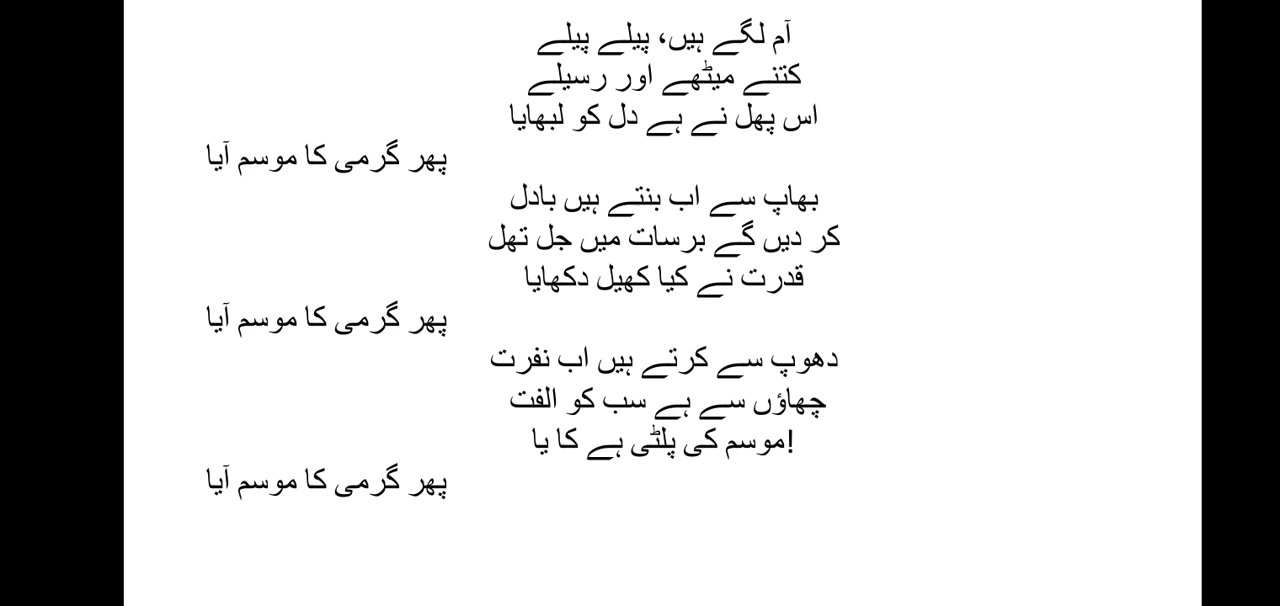 آم لگے ہیں، پیلے پیلے
کتنے میٹھے اور رسیلے
اس پھل نے ہے دل کو لبھایا
پھر گرمی کا موسم آیا
بھاپ سے اب بنتے ہیں بادل
کر دیں گے برسات میں جل تھل
قدرت نے کیا کھیل دکھایا
پھر گرمی کا موسم آیا
دھوپ سے کرتے ہیں اب نفرت
چھاؤں سے ہے سب کو الفت
!موسم کی پلٹی ہے کا یا
پھر گرمی کا موسم آیا